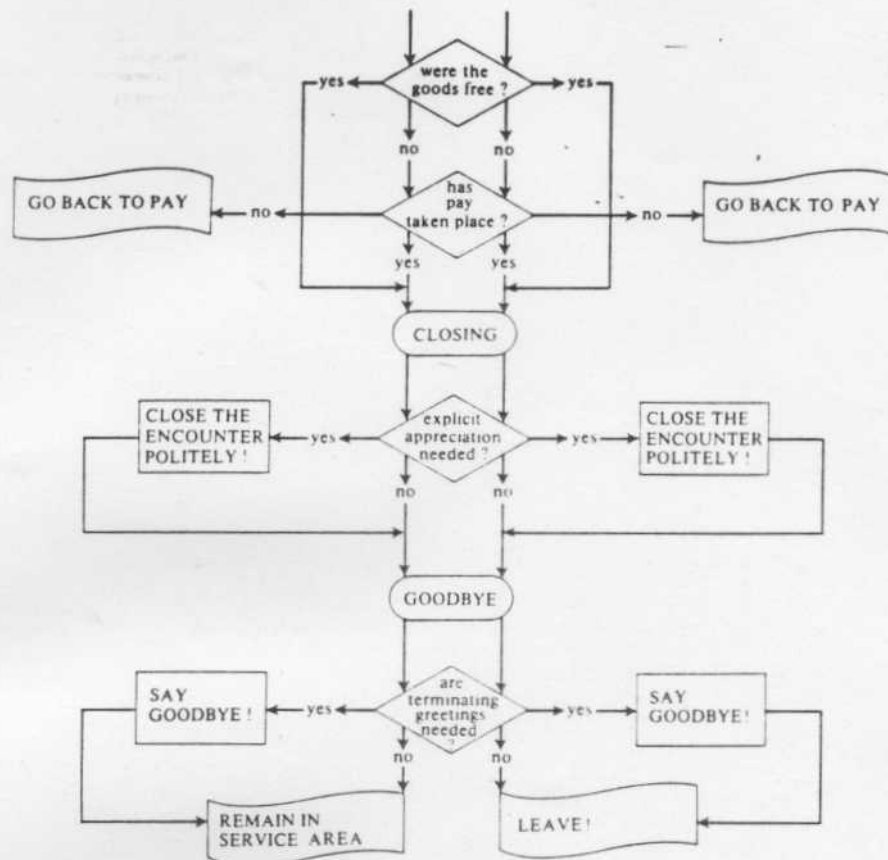 were the
goods free ?
yes
yes
no
no
GO BACK TO PAY
no
has
pay
taken place ?
no
GO BACK TO PAY
yes
yes
CLOSING
CLOSE THE
ENCOUNTER
POLITELY !
yes
explicit
appreciation
needed ?
yes
CLOSE THE
ENCOUNTER
POLITELY !
no
no
GOODBYE
SAY
GOODBYE !
yes
are
terminating
greetings
needed
?
yes
SAY
GOODBYE!
no
no
REMAIN IN
SERVICE AREA
LEAVE!